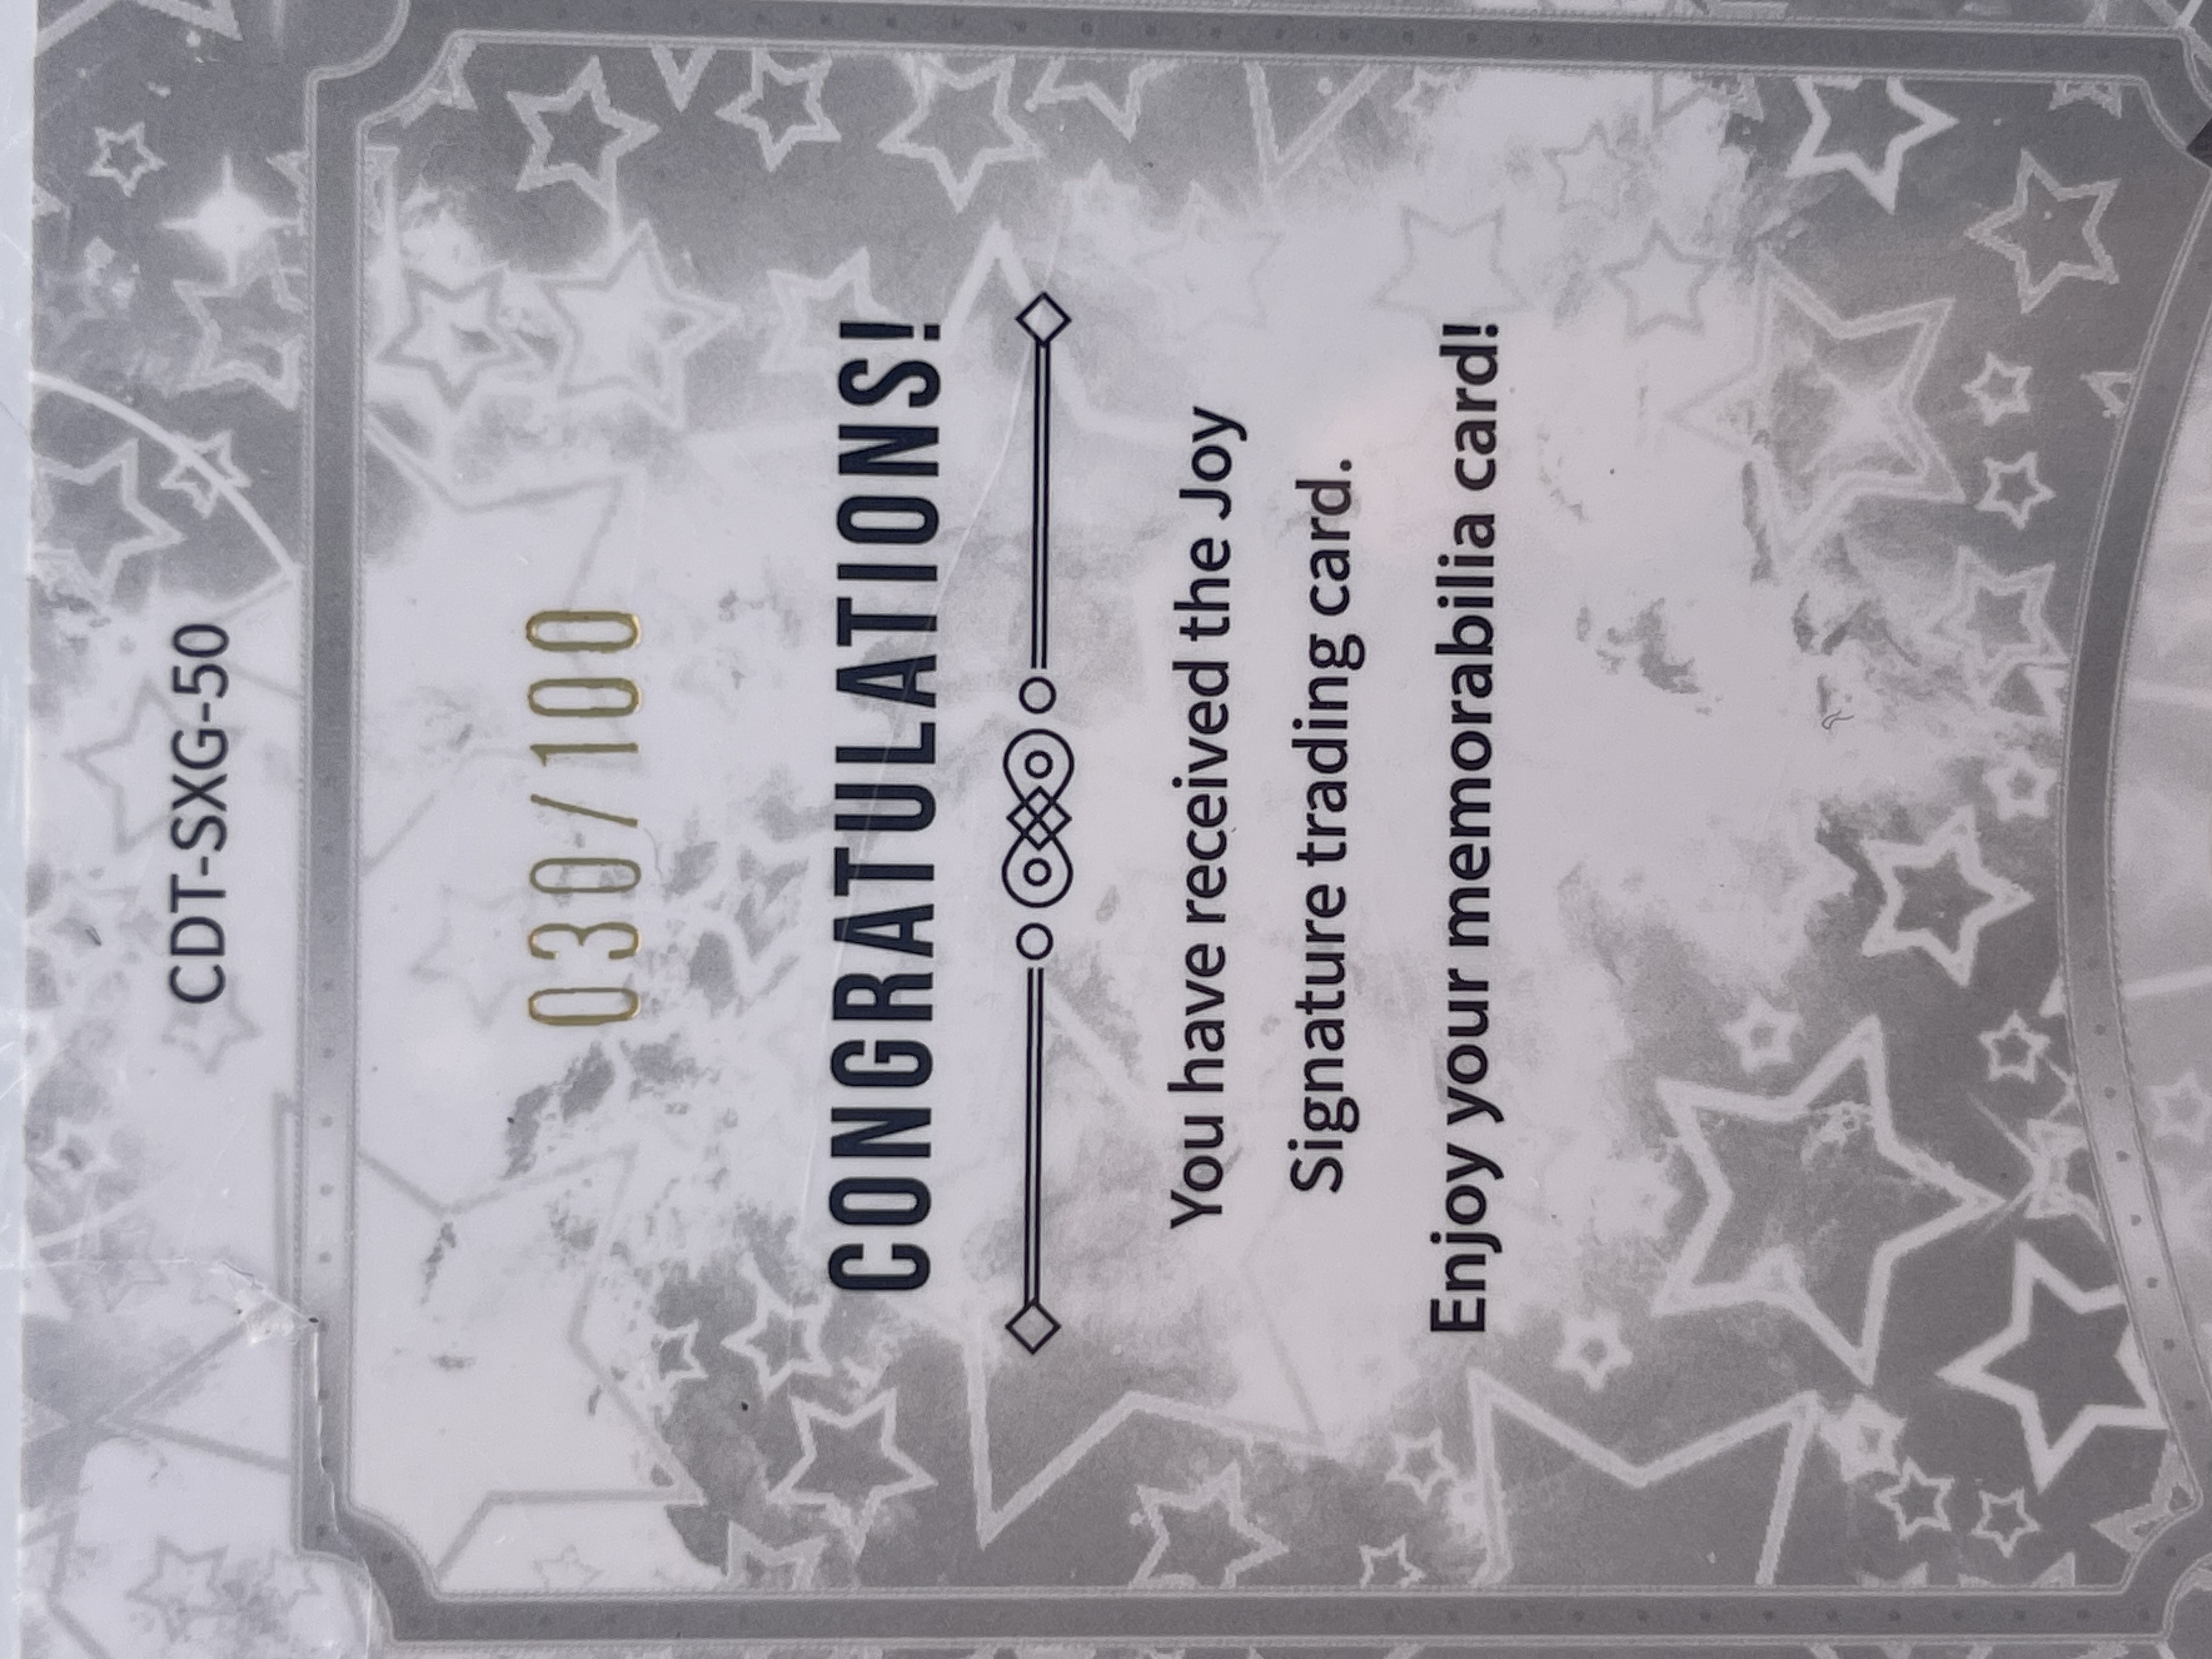 CDT-SXG-50
030/100
CONGRATULATIONS!
You have received the Joy
Signature trading card.
Enjoy your memorabilia card!